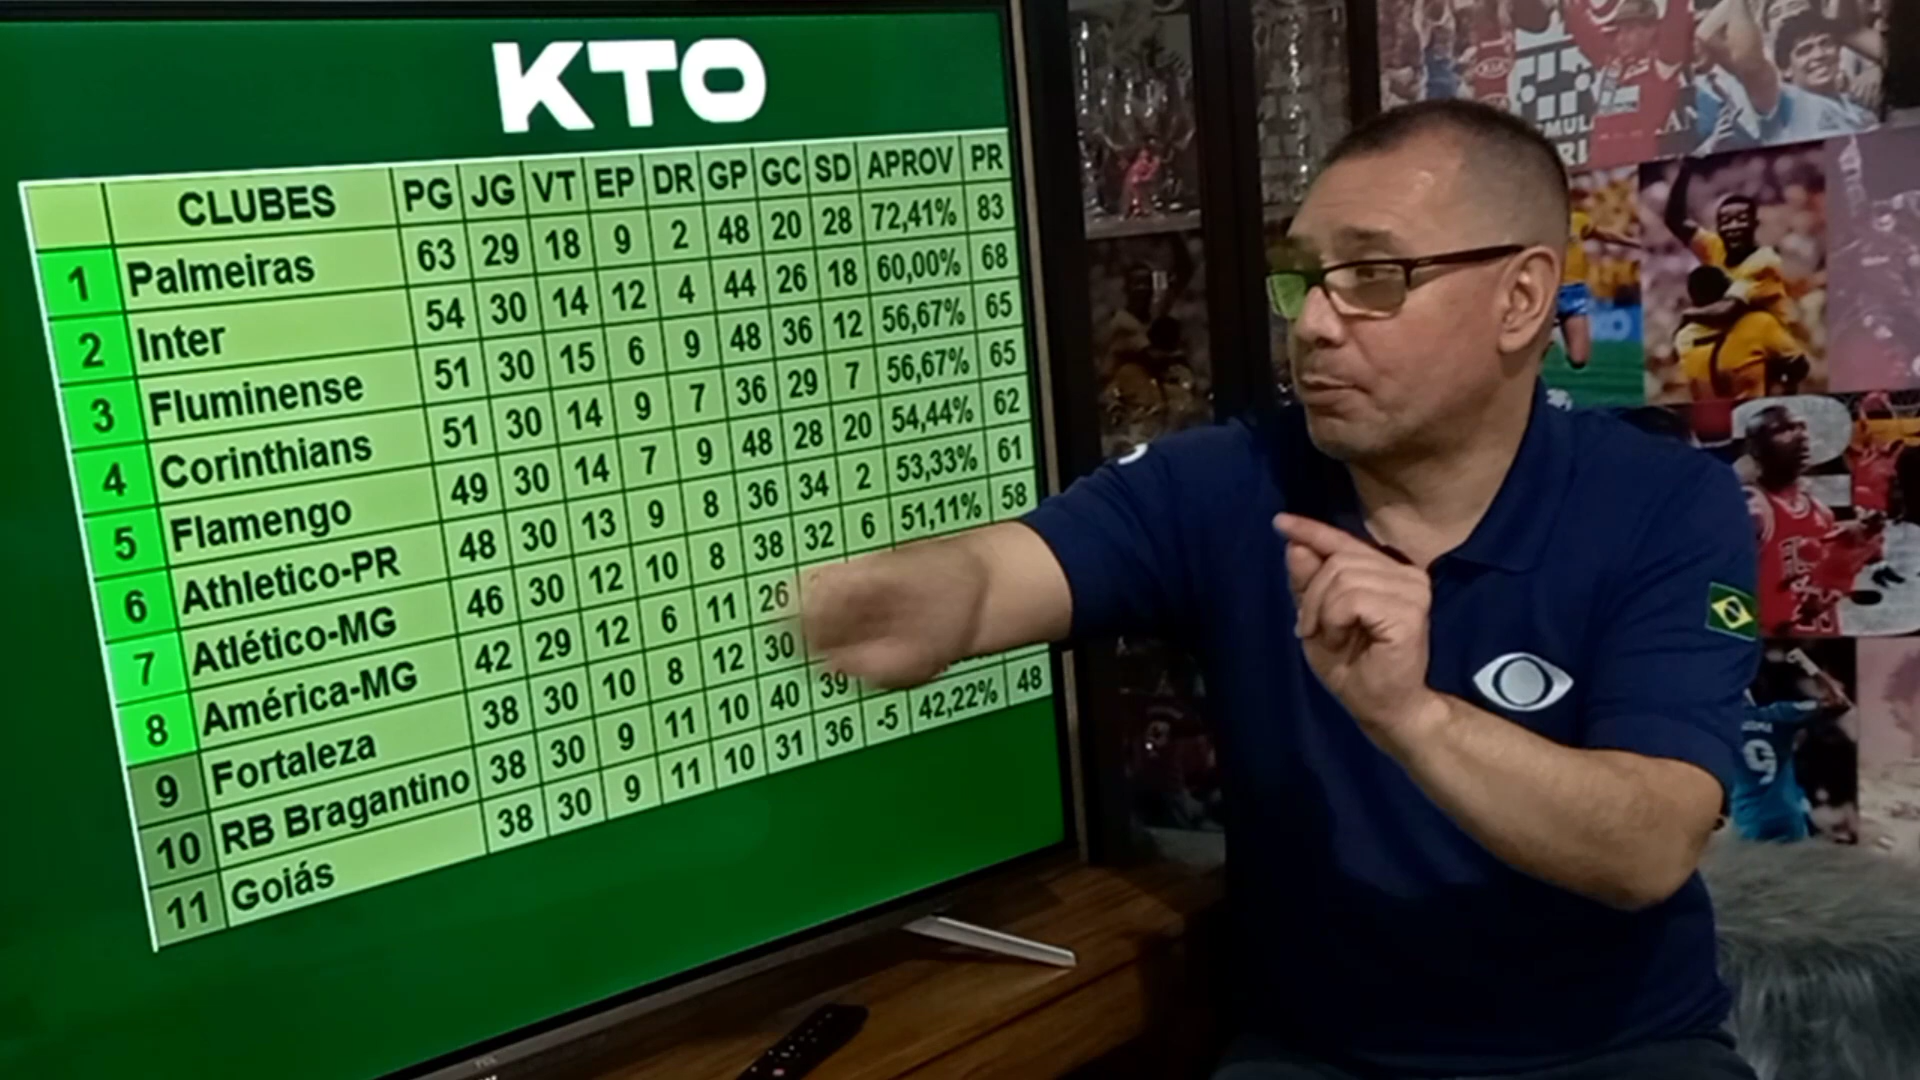 KTO
CLUBES PG JG VT EP DR GP GC SD APROV PR
1 Palmeiras 63 29 18 9 2 48 20 28 72,41% 83
2 Inter 54 30 14 12 4 44 26 18 60,00% 68
3 Fluminense 51 30 15 6 9 48 36 12 56,67% 65
4 Corinthians 51 30 14 9 7 36 29 7 56,67% 65
5 Flamengo 49 30 14 7 9 48 28 20 54,44% 62
6 Athletico-PR 48 30 13 9 8 36 34 2 53,33% 61
7 Atlético-MG 46 30 12 10 8 38 32 6 51,11% 58
8 América-MG 42 29 12 6 11 26
9 Fortaleza 38 30 10 8 12 30
10 RB Bragantino 38 30 9 11 10 40 39
11 Goiás 38 30 9 11 10 31 36 -5 42,22% 48
9